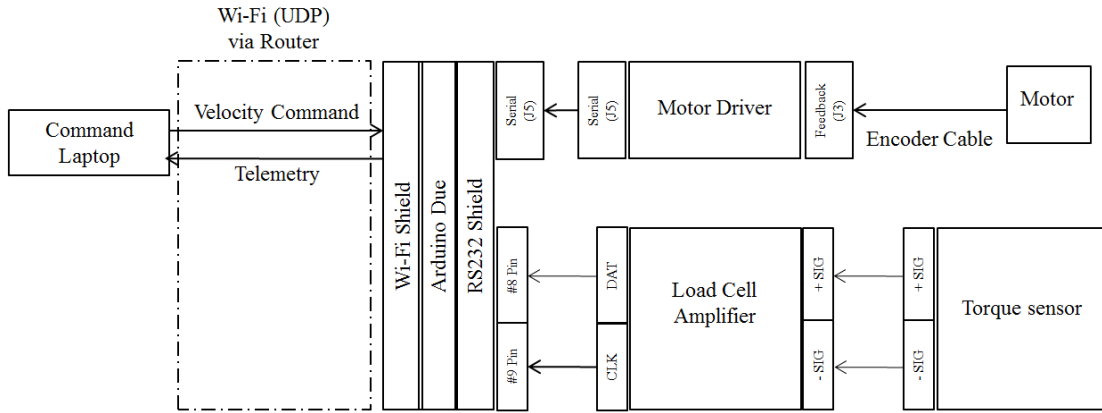 Wi-Fi (UDP)
via Router
Command
Laptop
Velocity Command
Telemetry
Wi-Fi Shield
Arduino Due
RS232 Shield
Serial
(J5)
Serial
(J5)
Motor Driver
Feedback
(J3)
Encoder Cable
Motor
#8 Pin
#9 Pin
DAT
CLK
Load Cell
Amplifier
+ SIG
- SIG
+ SIG
- SIG
Torque sensor